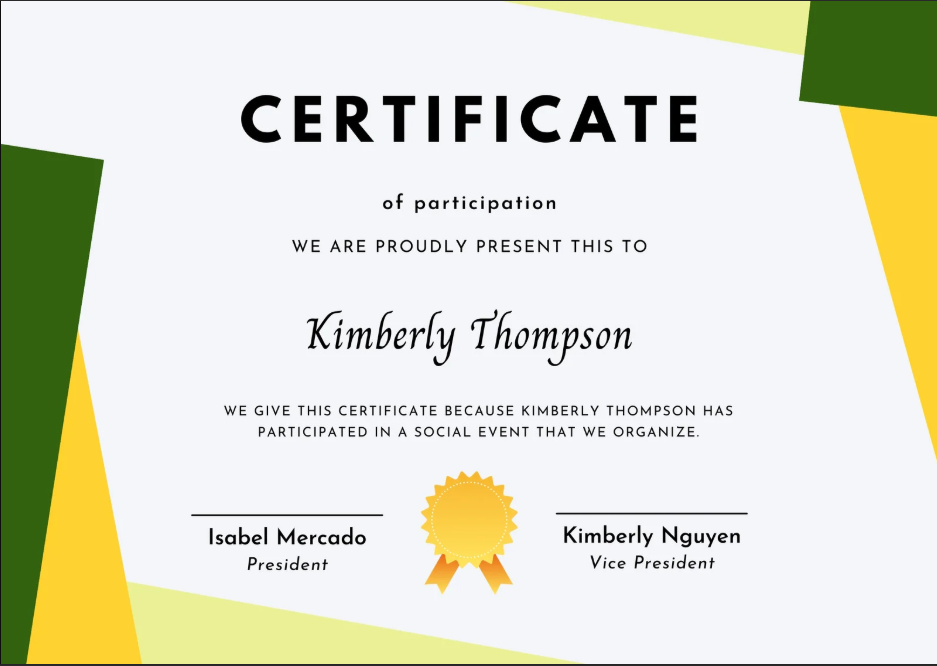 CERTIFICATE
of participation
WE ARE PROUDLY PRESENT THIS TO
Kimberly Thompson
WE GIVE THIS CERTIFICATE BECAUSE KIMBERLY THOMPSON HAS
PARTICIPATED IN A SOCIAL EVENT THAT WE ORGANIZE.
Isabel Mercado
President
Kimberly Nguyen
Vice President